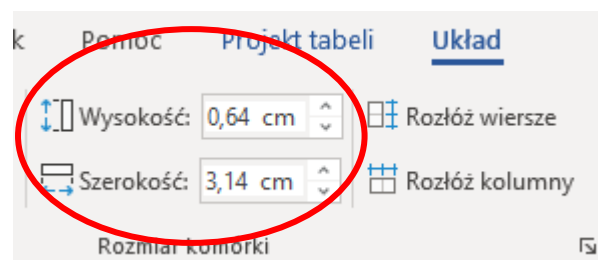 k Pomoc Projekt tabeli Układ
Wysokość: 0,64 cm Rozłóż wiersze
Szerokość: 3,14 cm Rozłóż kolumny
Rozmiar komórki